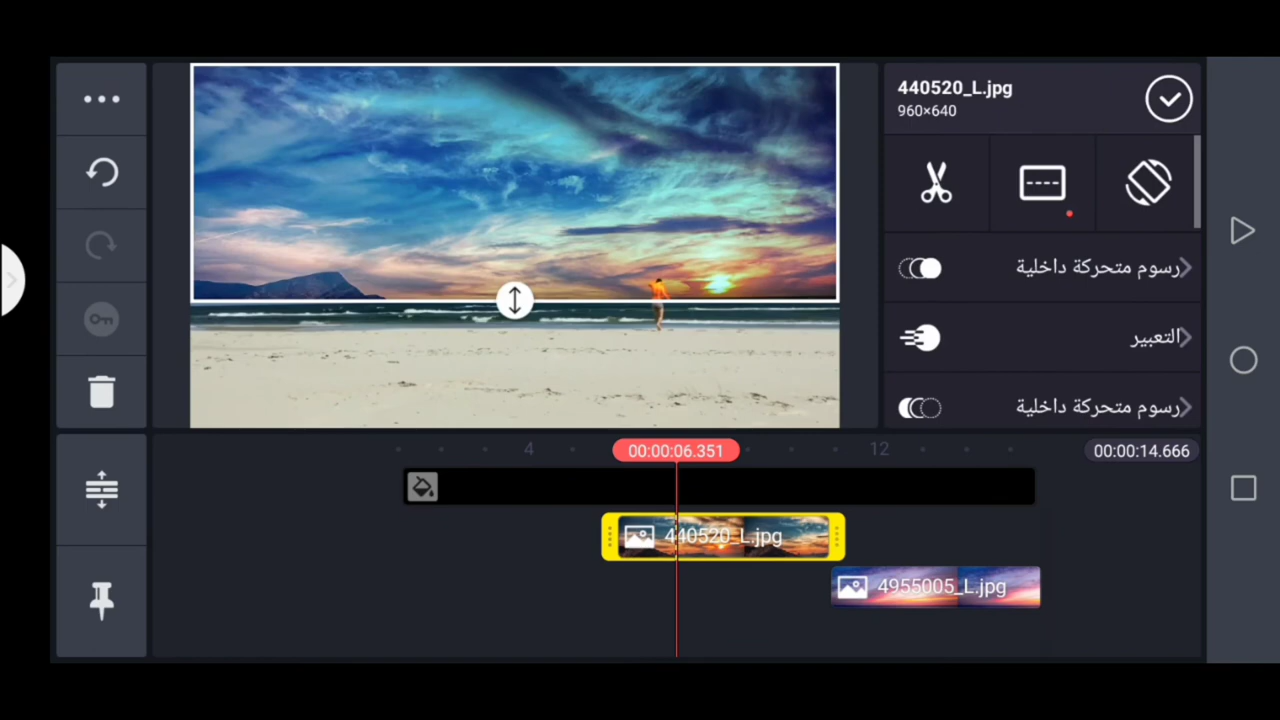 440520_L.jpg
960×640
رسوم متحركة داخلية
التعبير
رسوم متحركة داخلية
4
00:00:06.351
12
00:00:14.666
440520_L.jpg
4955005_L.jpg